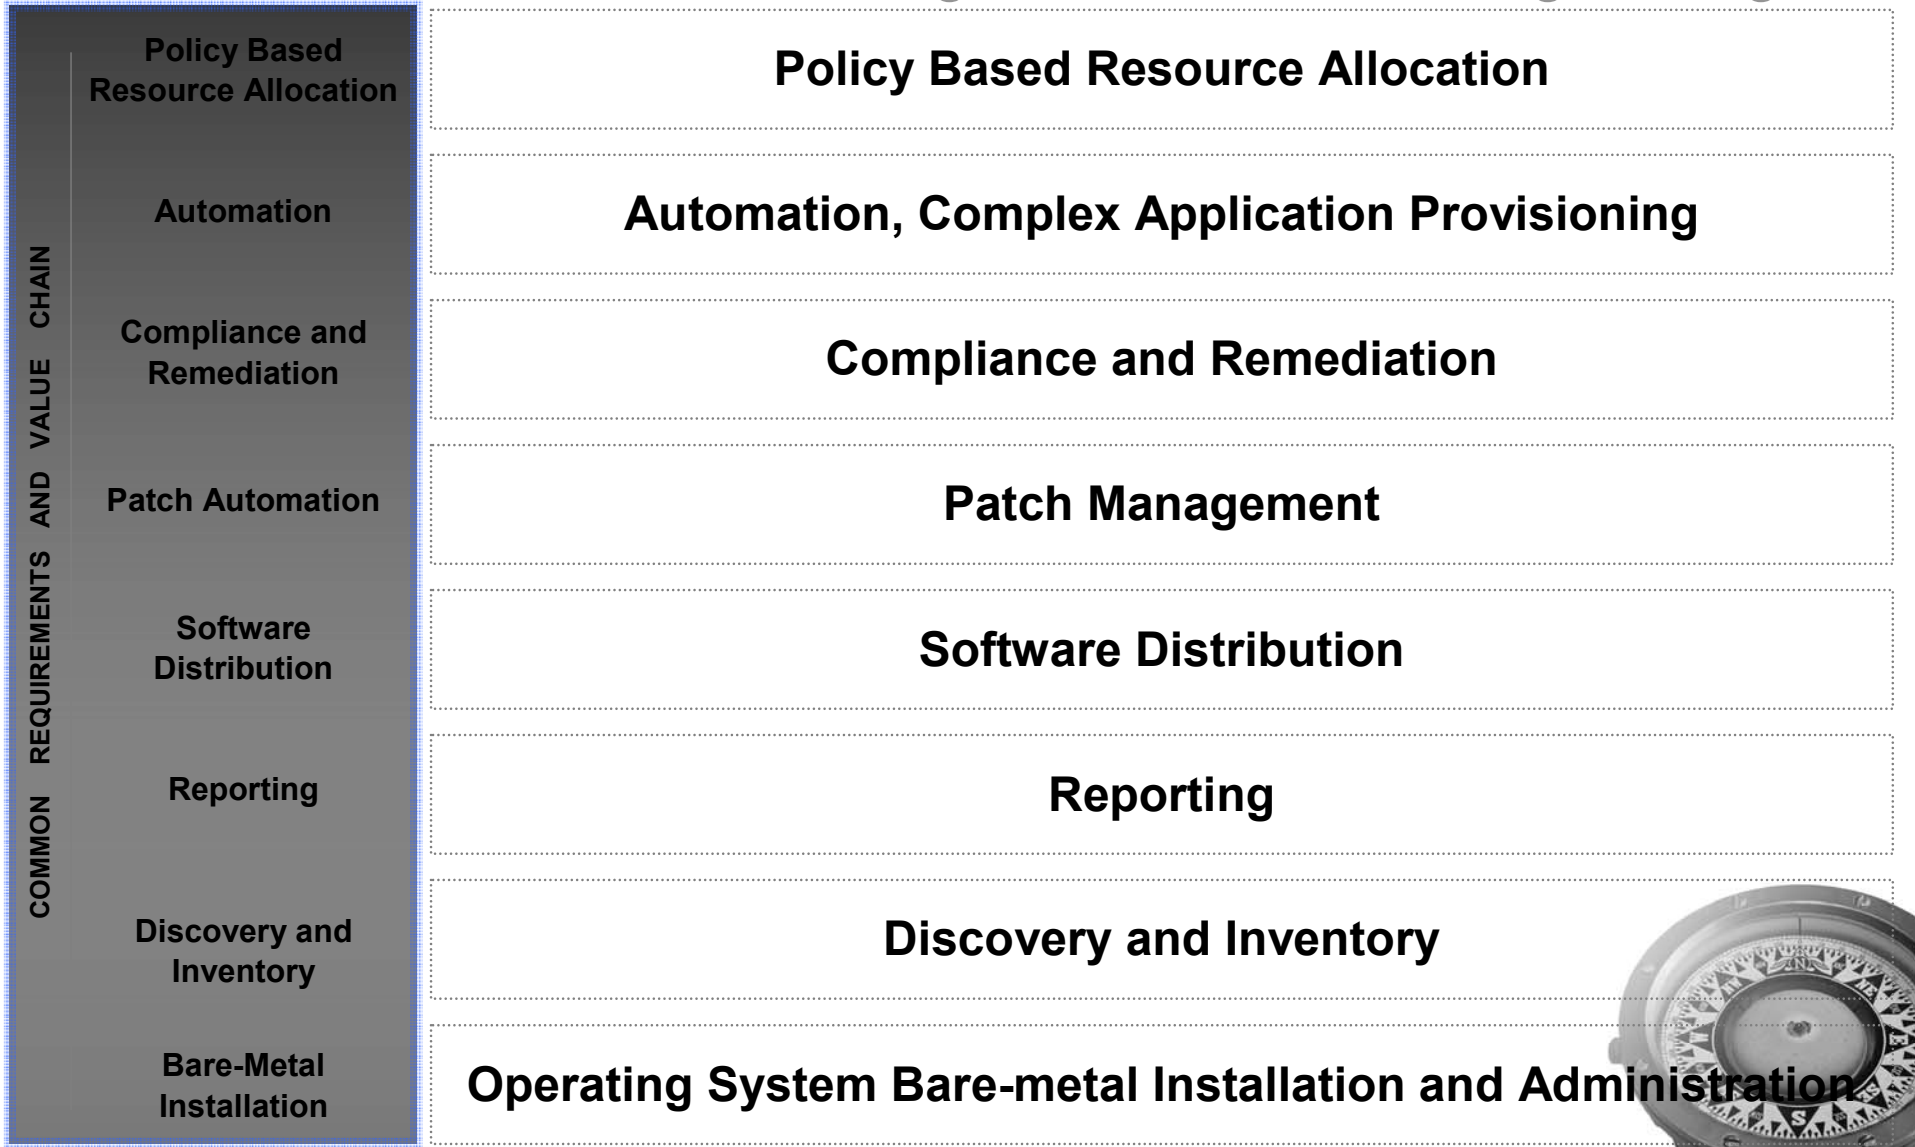 Policy Based
Resource Allocation
Policy Based Resource Allocation
Automation
Automation, Complex Application Provisioning
Compliance and
Remediation
Compliance and Remediation
Patch Automation
Patch Management
Software
Distribution
Software Distribution
Reporting
Reporting
Discovery and
Inventory
Discovery and Inventory
Bare-Metal
Installation
Operating System Bare-metal Installation and Administration
COMMON REQUIREMENTS AND VALUE CHAIN
N
NE
E
S
W
NW